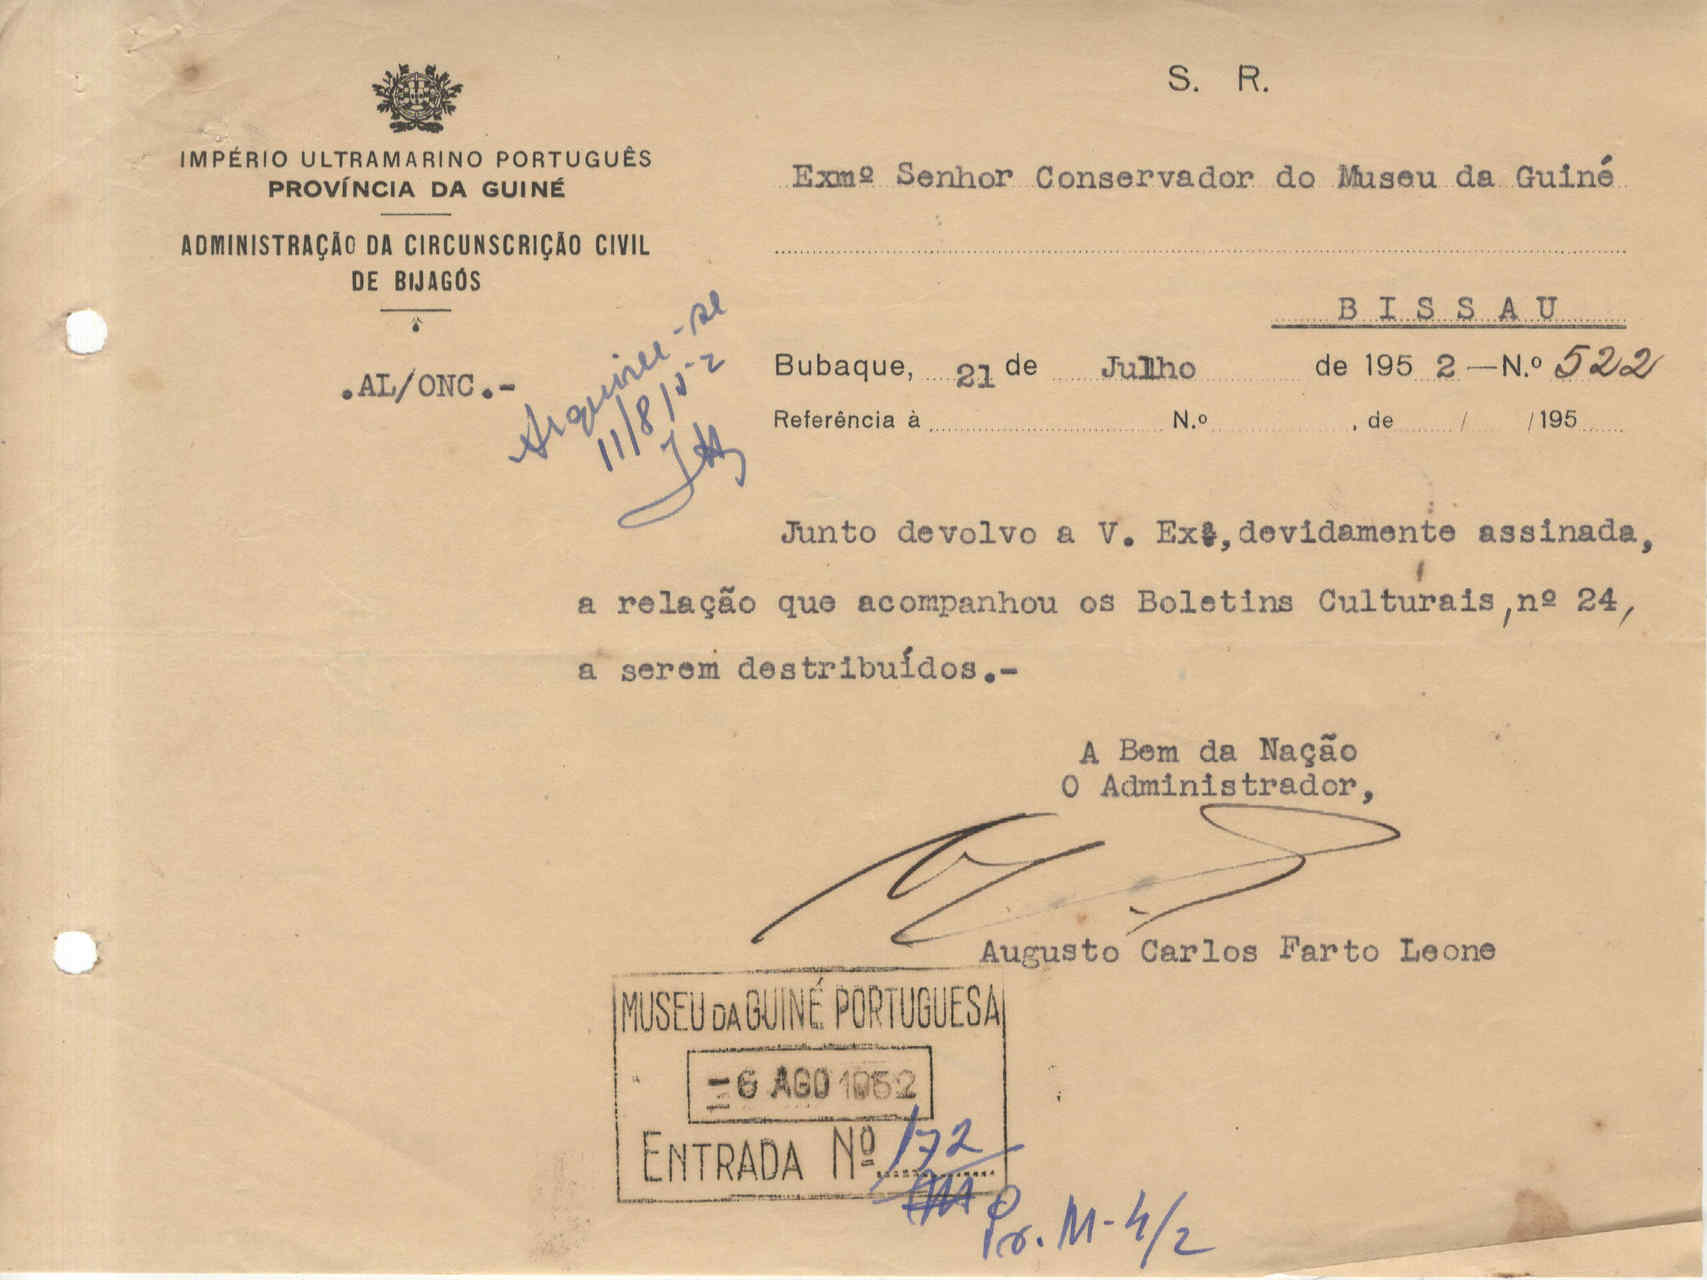 S. R.
IMPÉRIO ULTRAMARINO PORTUGUÊS
PROVÍNCIA DA GUINÉ
ADMINISTRAÇÃO DA CIRCUNSCRIÇÃO CIVIL
DE BIJAGÓS
.AL/ONC.-
Arquive-se
11/8/52
Exmº Senhor Conservador do Museu da Guiné
BISSAU
Bubaque, 21 de Julho de 1952 — N.º 522
Referência à N.º , de / /195
Junto devolvo a V. Exª, devidamente assinada,
a relação que acompanhou os Boletins Culturais, nº 24,
a serem destribuídos.-
A Bem da Nação
O Administrador,
Augusto Carlos Farto Leone
MUSEU DA GUINÉ PORTUGUESA
-6 AGO 1952
ENTRADA Nº 172
Pº. M-4/2